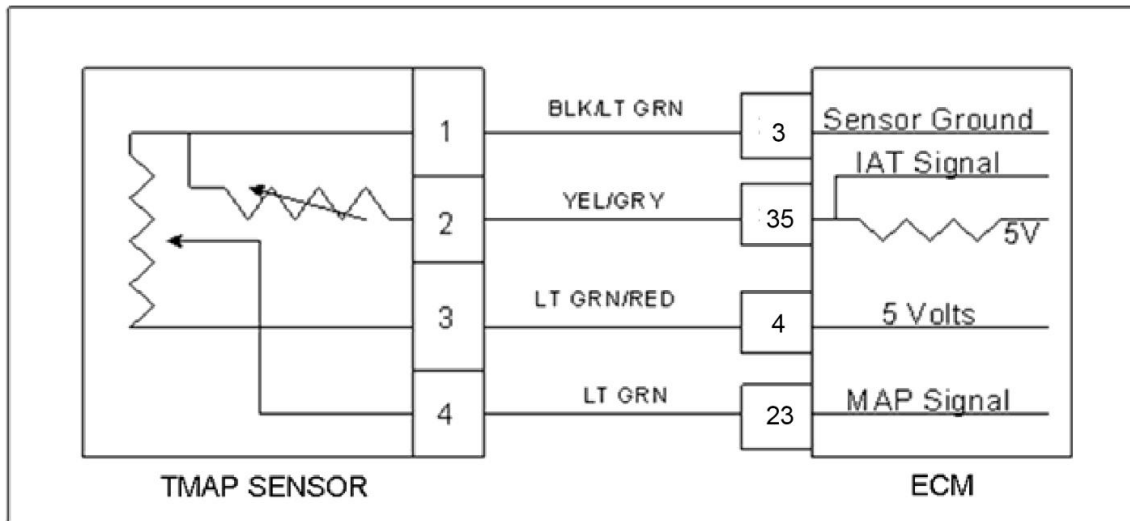 BLK/LT GRN
1
3
Sensor Ground
IAT Signal
YEL/GRY
2
35
5V
LT GRN/RED
3
4
5 Volts
LT GRN
4
23
MAP Signal
TMAP SENSOR
ECM